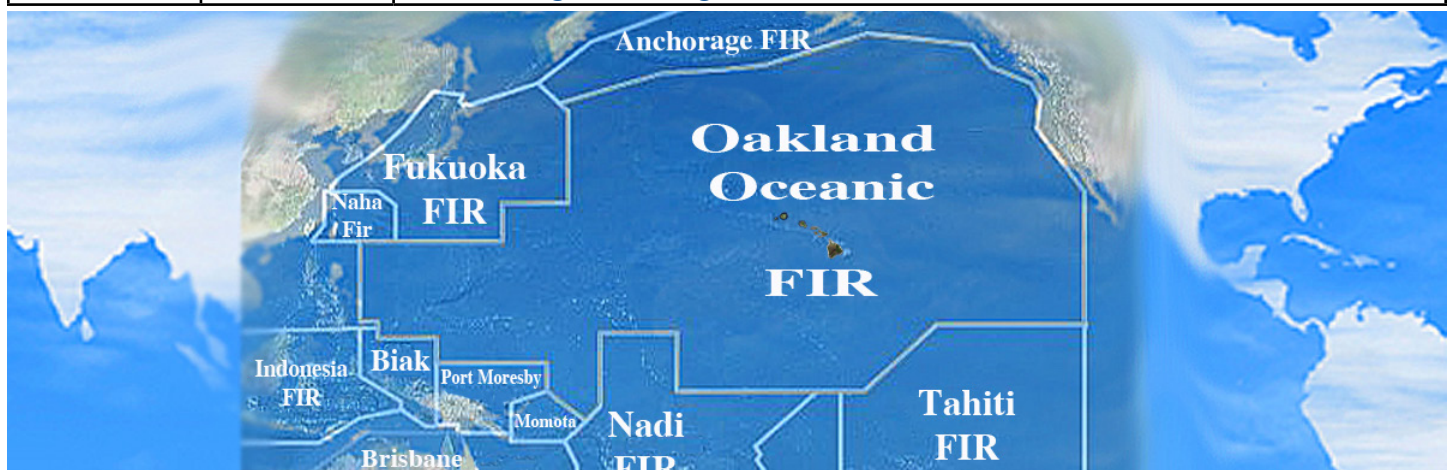 Anchorage FIR
Oakland
Oceanic
FIR
Fukuoka
FIR
Naha
Fir
Indonesia
FIR
Biak
Port Moresby
Momota
Nadi
FIR
Tahiti
FIR
Brisbane